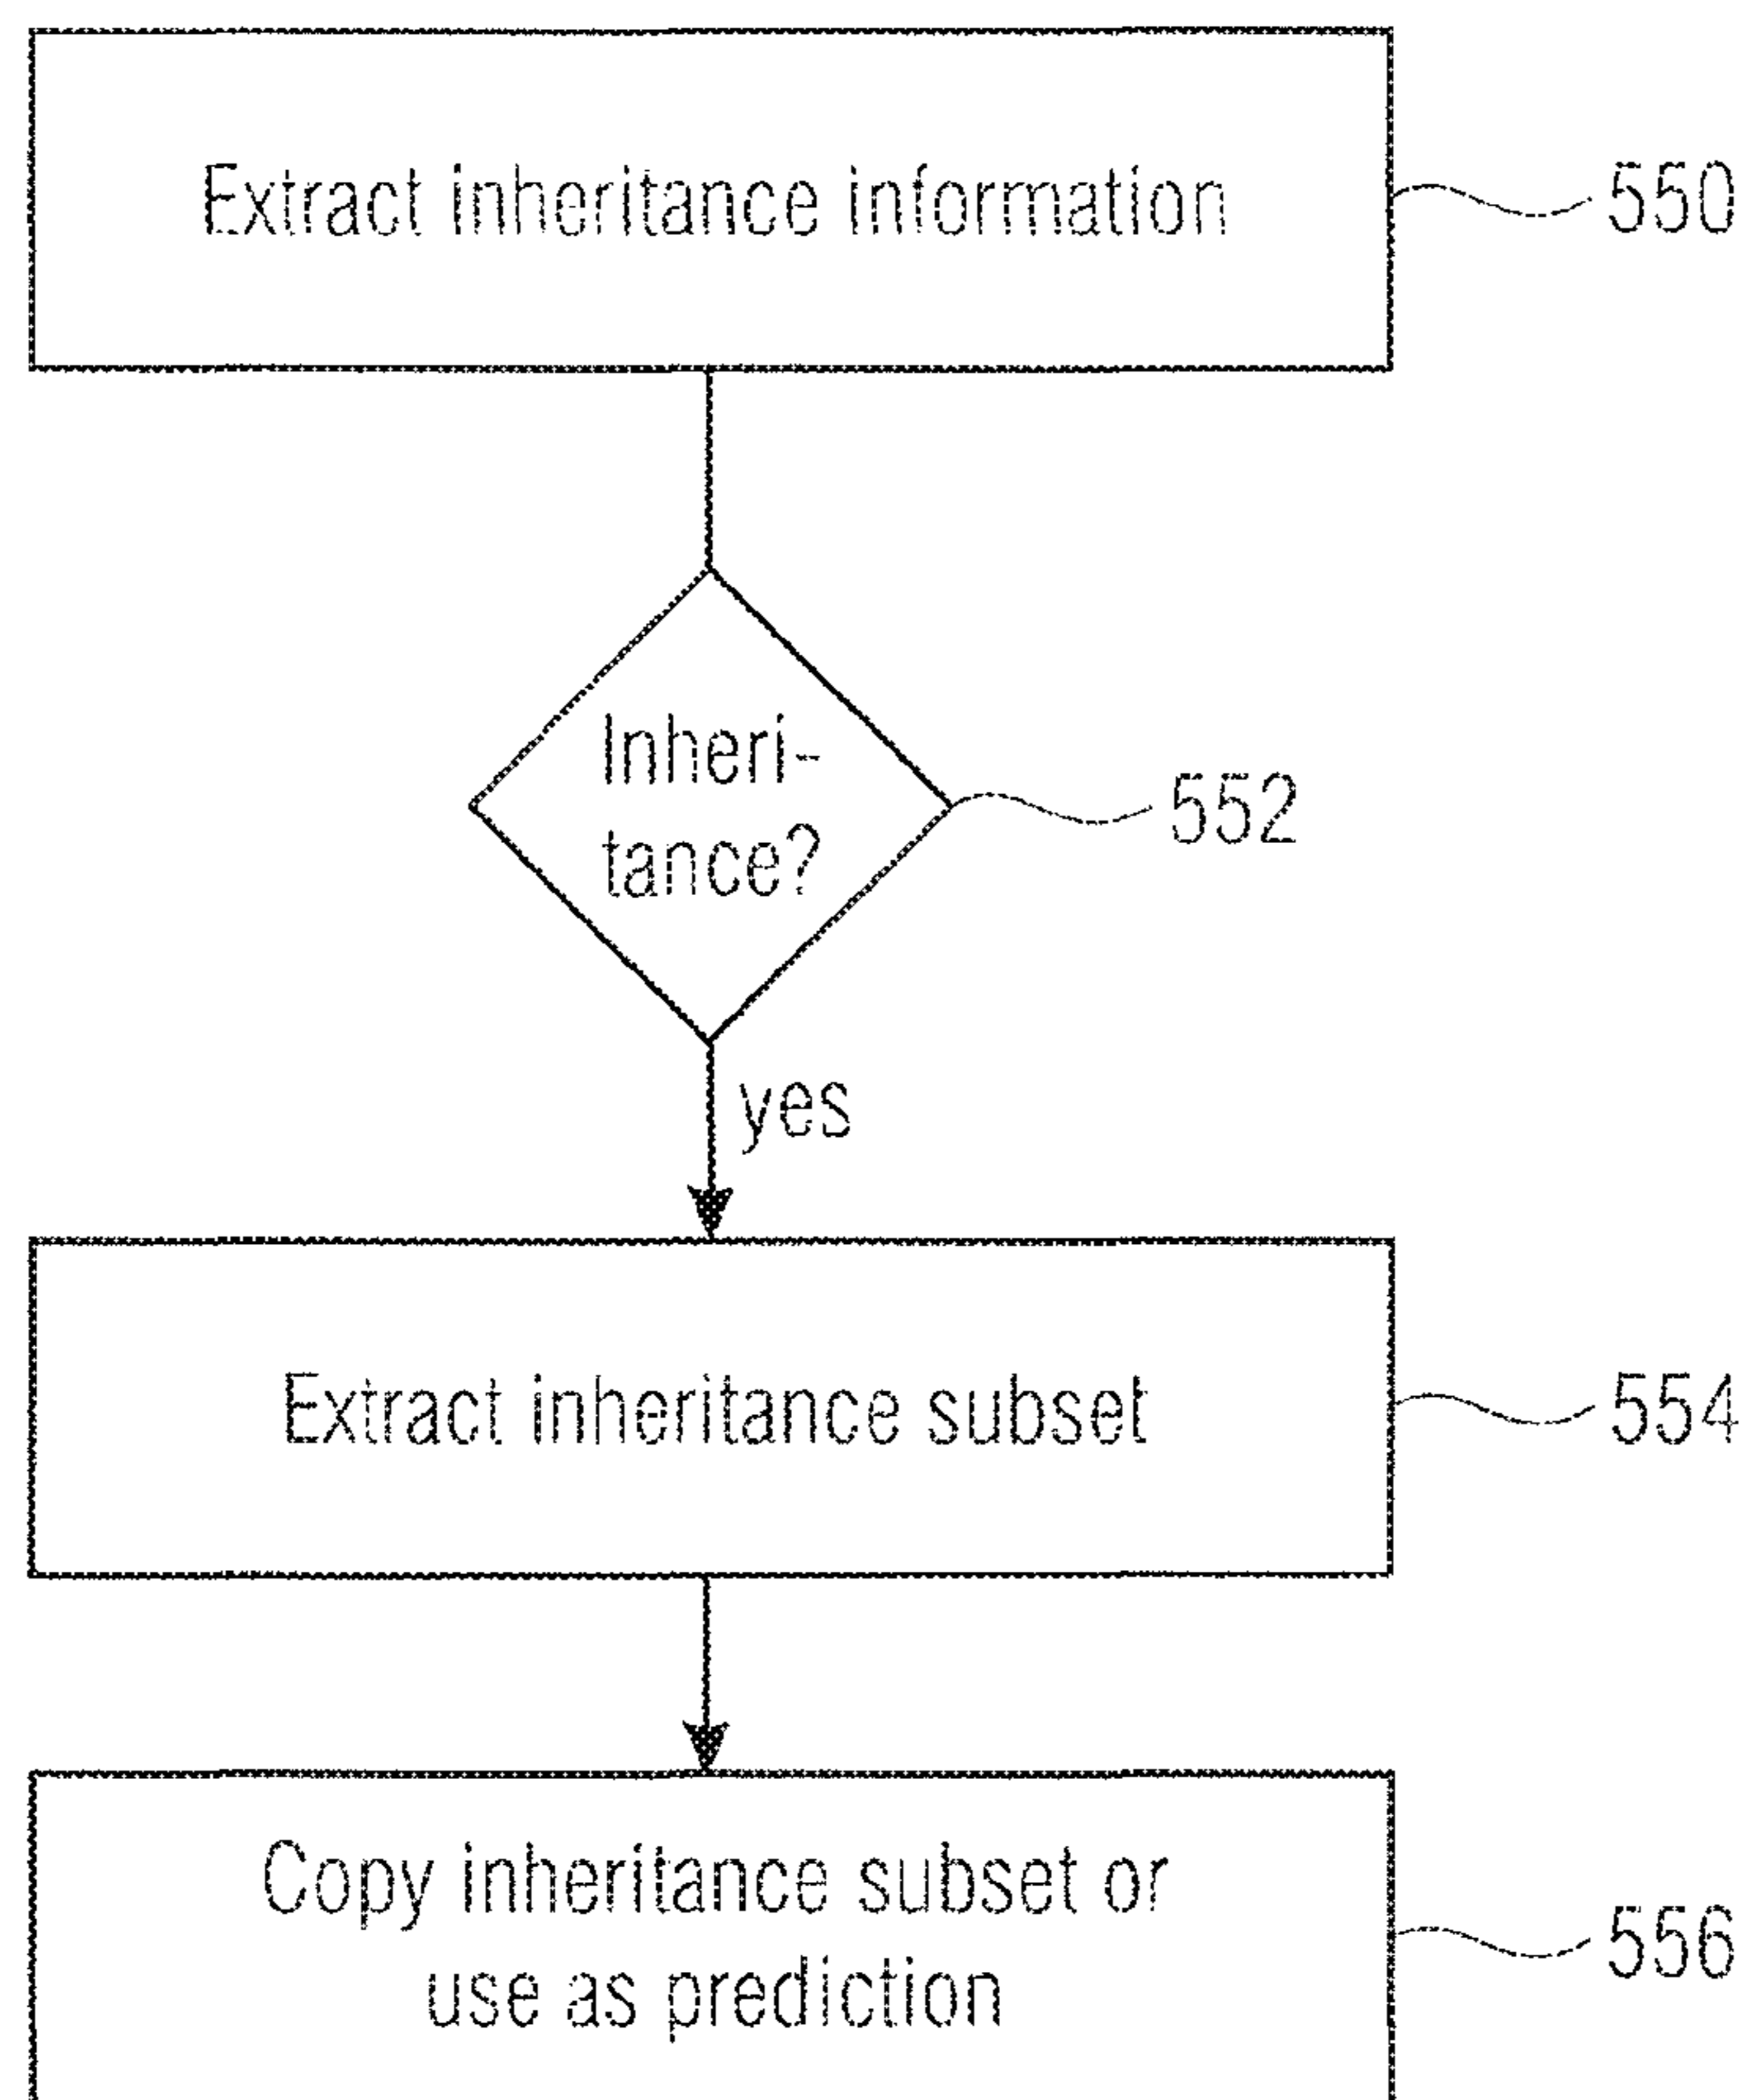 Extract inheritance information
550
Inheri-
tance?
552
yes
Extract inheritance subset
554
Copy inheritance subset or
use as prediction
556